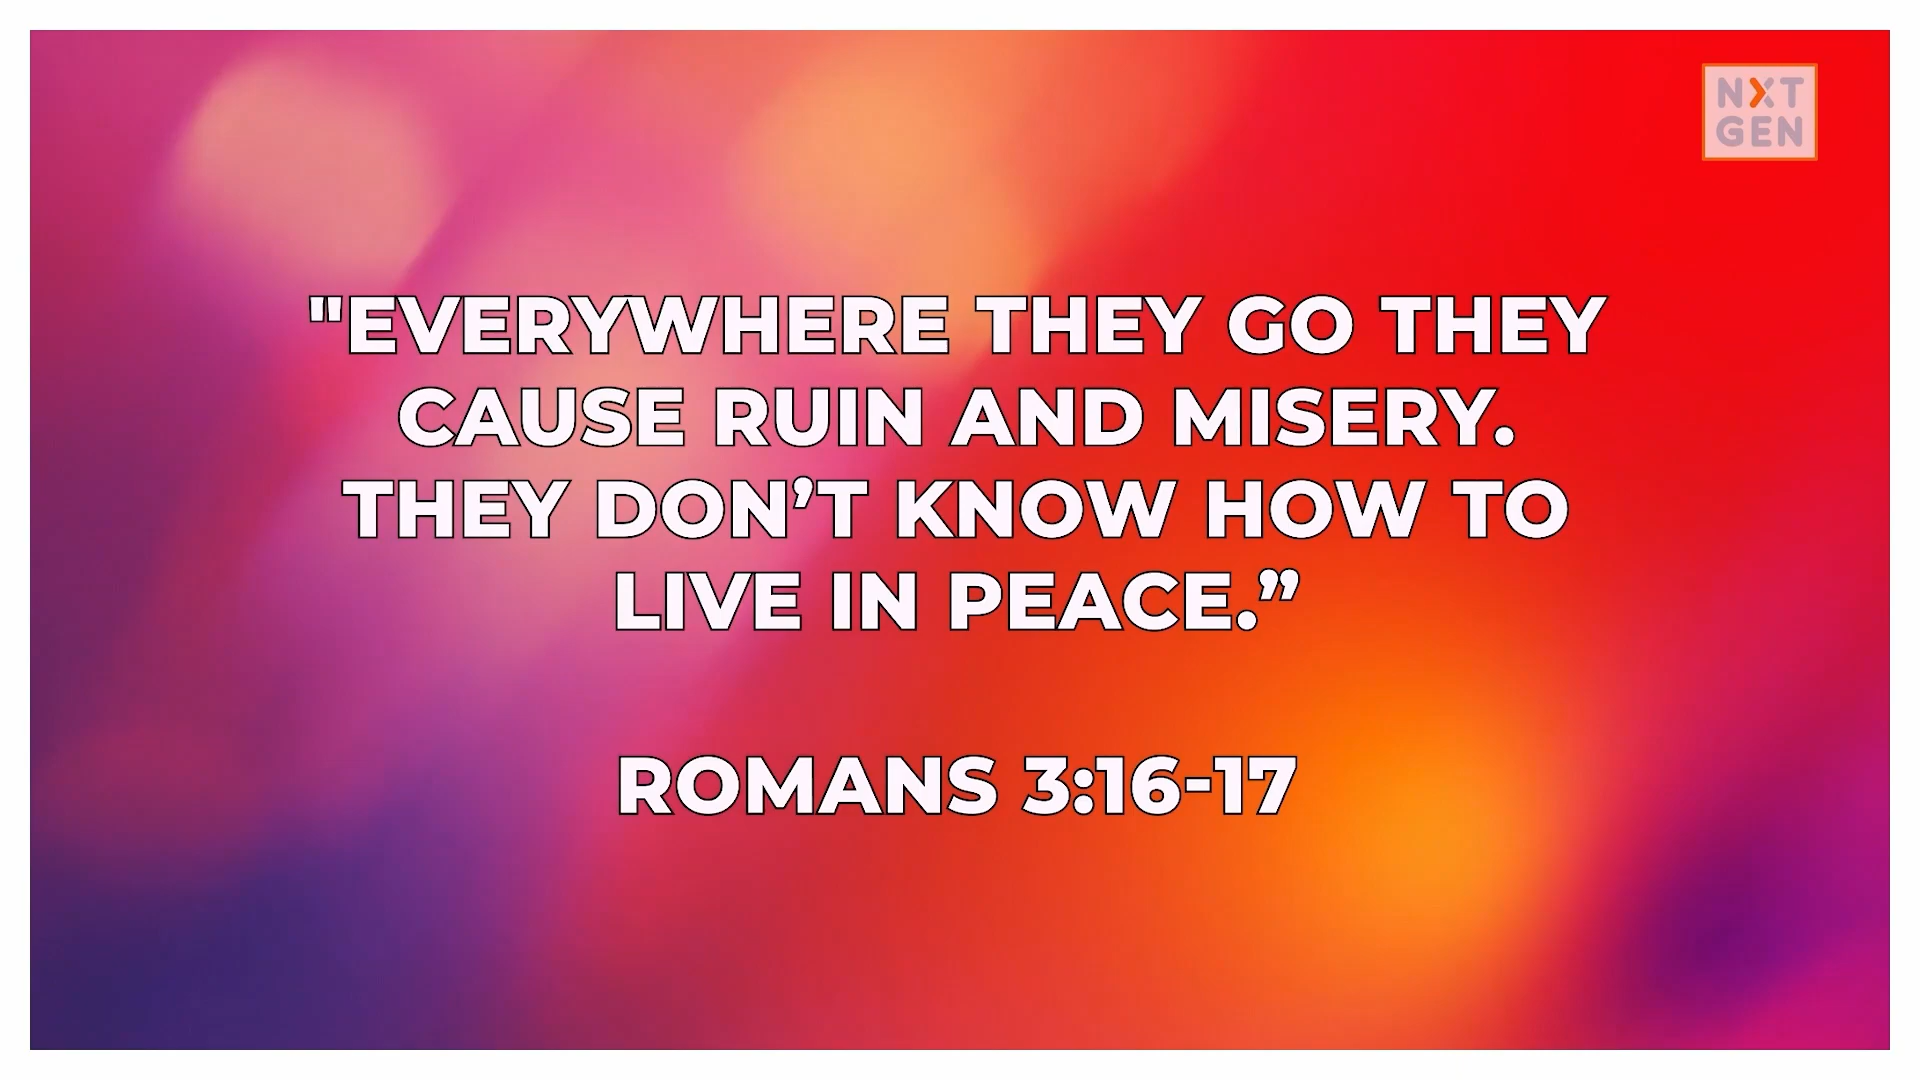 NXT
GEN
"EVERYWHERE THEY GO THEY
CAUSE RUIN AND MISERY.
THEY DON’T KNOW HOW TO
LIVE IN PEACE.”
ROMANS 3:16-17